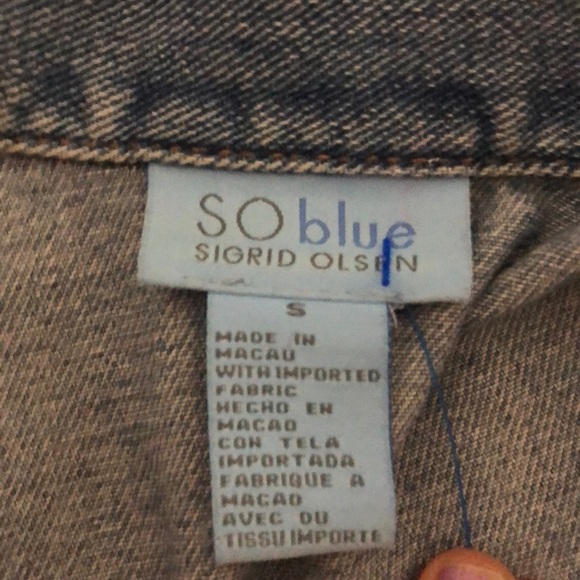 SO blue
SIGRID OLSEN
S
MADE IN
MACAU
WITH IMPORTED
FABRIC
HECHO EN
MACAO
CON TELA
IMPORTADA
FABRIQUE A
MACAO
AVEC DU
TISSU IMPORTE